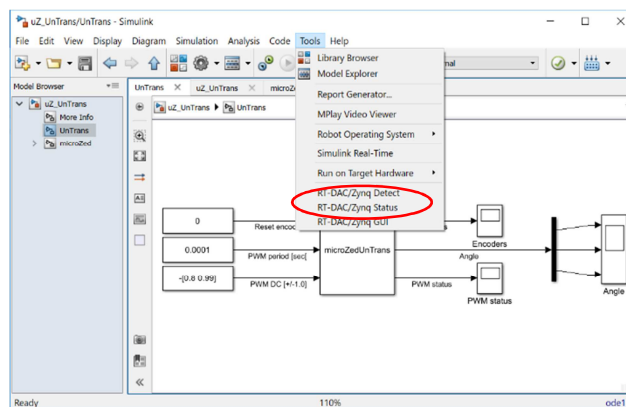 uZ_UnTrans/UnTrans - Simulink
File Edit View Display Diagram Simulation Analysis Code Tools Help
Library Browser
Model Explorer
Report Generator...
MPlay Video Viewer
Robot Operating System
Simulink Real-Time
Run on Target Hardware
RT-DAC/Zynq Detect
RT-DAC/Zynq Status
RT-DAC/Zynq GUI
nal
Model Browser
uZ_UnTrans
More Info
UnTrans
microZed
UnTrans uZ_UnTrans microZ
uZ_UnTrans UnTrans
0
Reset encod
0.0001
PWM period [sec[
-[0.8 0.99]
PWM DC [+/-1.0]
microZedUnTrans
s
Encoders
Angle
PWM status
PWM status
Angle
Ready 110% ode1